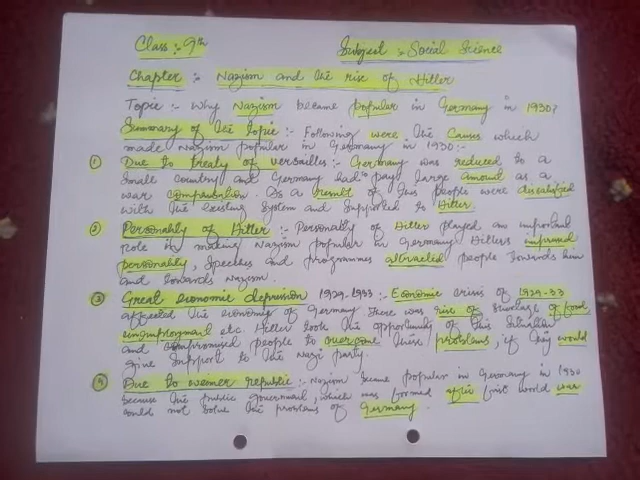 Class :- 9th Subject :- Social Science
Chapter :- Nazism and the rise of Hitler
Topic :- Why Nazism became popular in Germany in 1930?
Summary of the topic :- Following were the causes which
made Nazism popular in Germany in 1930:-
① Due to treaty of Versailles :- Germany was reduced to a
small country and Germany had to pay large amount as a
war compensation. As a result of this people were dissatisfied
with the existing system and supported to Hitler.
② Personality of Hitler :- Personality of Hitler played an important
role in making Nazism popular in Germany. Hitler's impressed
personality, speeches and programmes attracted people towards him
and towards Nazism.
③ Great economic depression 1929-1933 :- Economic crisis of 1929-33
affected the economy of Germany. There was rise of shortage of food,
unemployment etc. Hitler took the opportunity of this situation
and people to overcome these problems, if they would
give support to the Nazi party.
④ Due to weimer republic :- Nazism became popular in Germany in 1930
because the public government, which was formed after first world war
could not solve the problems of Germany.